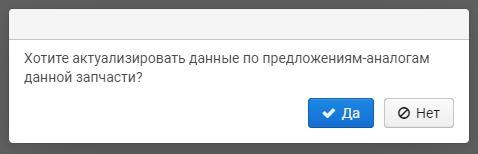 Хотите актуализировать данные по предложениям-аналогам
данной запчасти?
Да Нет